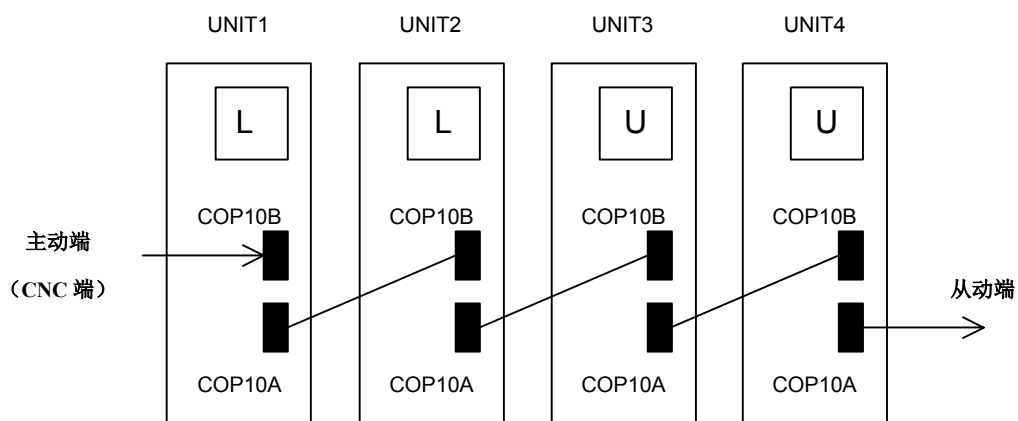 UNIT1 UNIT2 UNIT3 UNIT4
L L U U
COP10B COP10B COP10B COP10B
主动端
（CNC 端）
从动端
COP10A COP10A COP10A COP10A